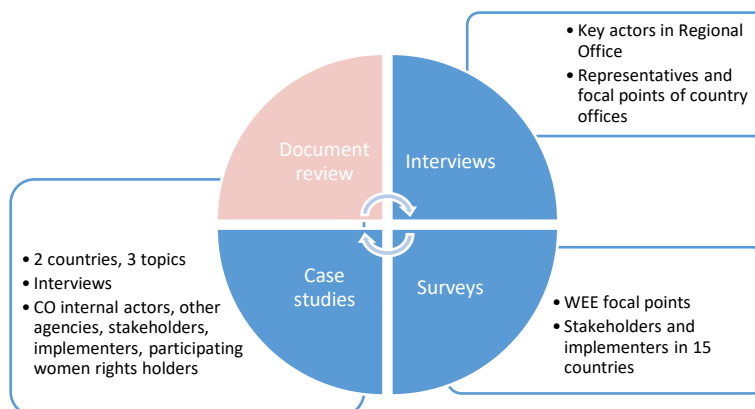 • Key actors in Regional
Office
• Representatives and
focal points of country
offices
Document
review
Interviews
• 2 countries, 3 topics
• Interviews
• CO internal actors, other
agencies, stakeholders,
implementers, participating
women rights holders
Case
studies
Surveys
• WEE focal points
• Stakeholders and
implementers in 15
countries